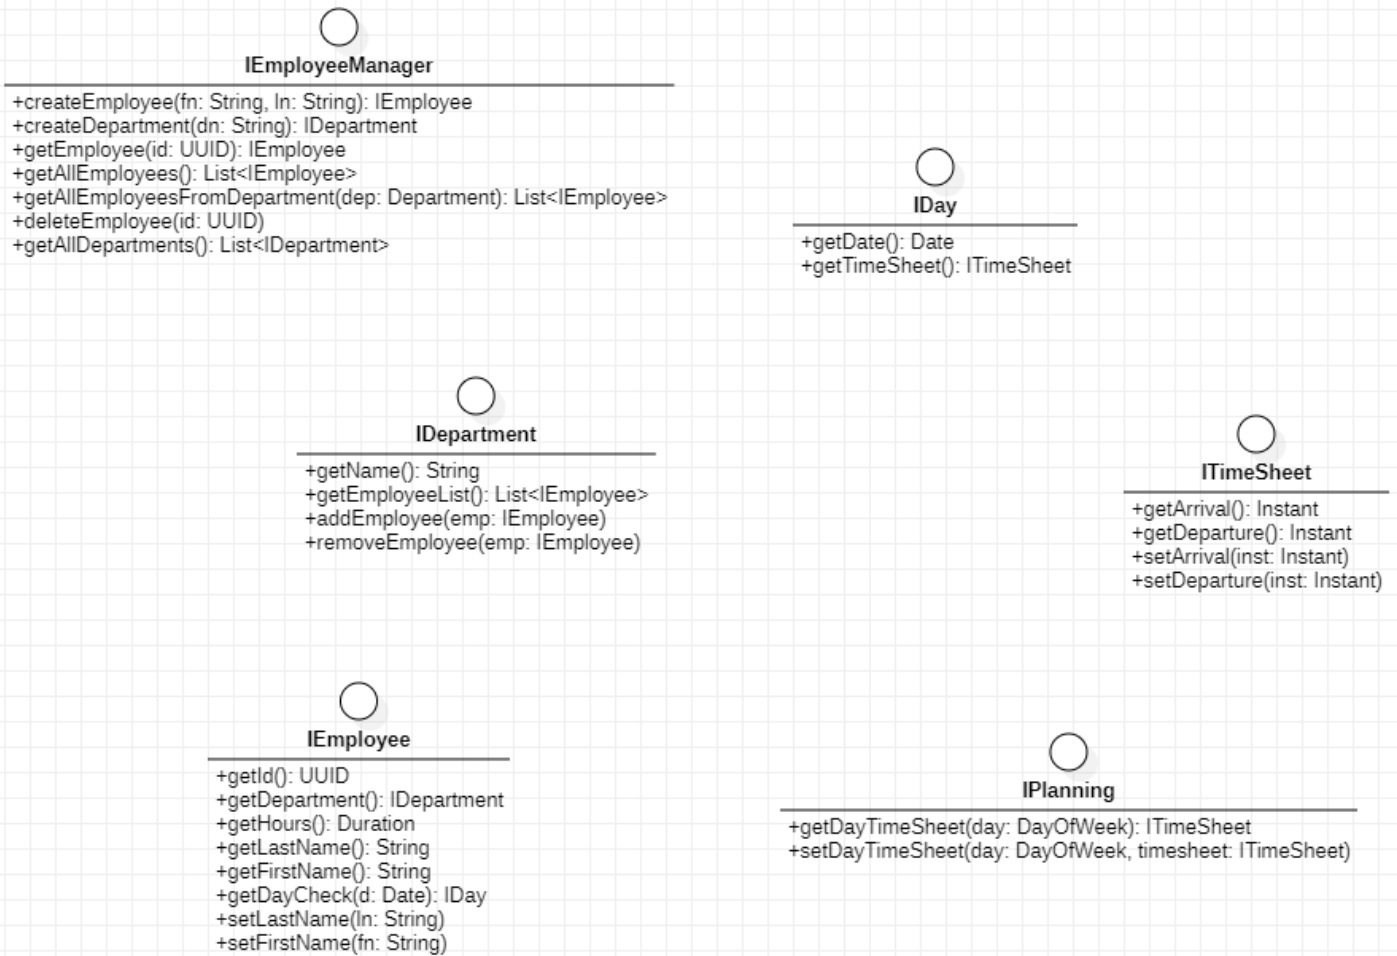 IEmployeeManager
+createEmployee(fn: String, ln: String): IEmployee
+createDepartment(dn: String): IDepartment
+getEmployee(id: UUID): IEmployee
+getAllEmployees(): List<IEmployee>
+getAllEmployeesFromDepartment(dep: Department): List<IEmployee>
+deleteEmployee(id: UUID)
+getAllDepartments(): List<IDepartment>
IDay
+getDate(): Date
+getTimeSheet(): ITimeSheet
IDepartment
+getName(): String
+getEmployeeList(): List<IEmployee>
+addEmployee(emp: IEmployee)
+removeEmployee(emp: IEmployee)
ITimeSheet
+getArrival(): Instant
+getDeparture(): Instant
+setArrival(inst: Instant)
+setDeparture(inst: Instant)
IEmployee
+getId(): UUID
+getDepartment(): IDepartment
+getHours(): Duration
+getLastName(): String
+getFirstName(): String
+getDayCheck(d: Date): IDay
+setLastName(ln: String)
+setFirstName(fn: String)
IPlanning
+getDayTimeSheet(day: DayOfWeek): ITimeSheet
+setDayTimeSheet(day: DayOfWeek, timesheet: ITimeSheet)